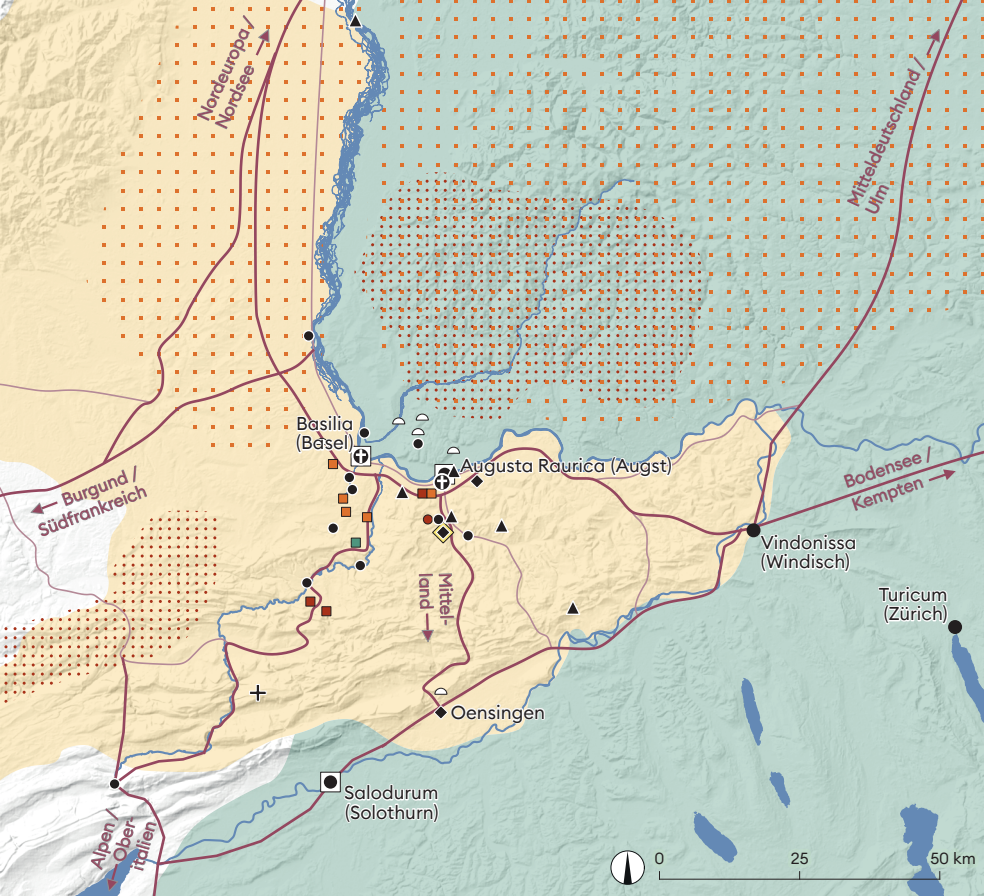 Nordeuropa /
Nordsee
Mitteldeutschland /
Ulm
Basilia
(Basel)
Augusta Raurica (Augst)
Burgund /
Südfrankreich
Bodensee /
Kempten
Vindonissa
(Windisch)
Mittel-
land
Turicum
(Zürich)
Oensingen
Salodurum
(Solothurn)
Alpen /
Ober-
italien
0 25 50 km